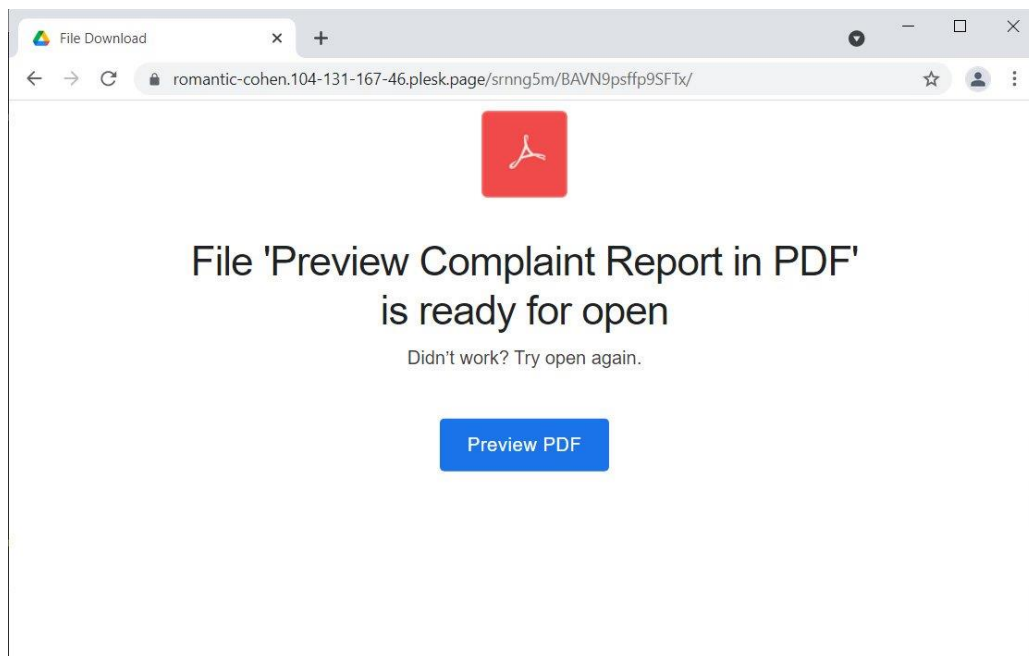 File Download
romantic-cohen.104-131-167-46.plesk.page/srnng5m/BAVN9psffp9SFTx/
File 'Preview Complaint Report in PDF'
is ready for open
Didn't work? Try open again.
Preview PDF